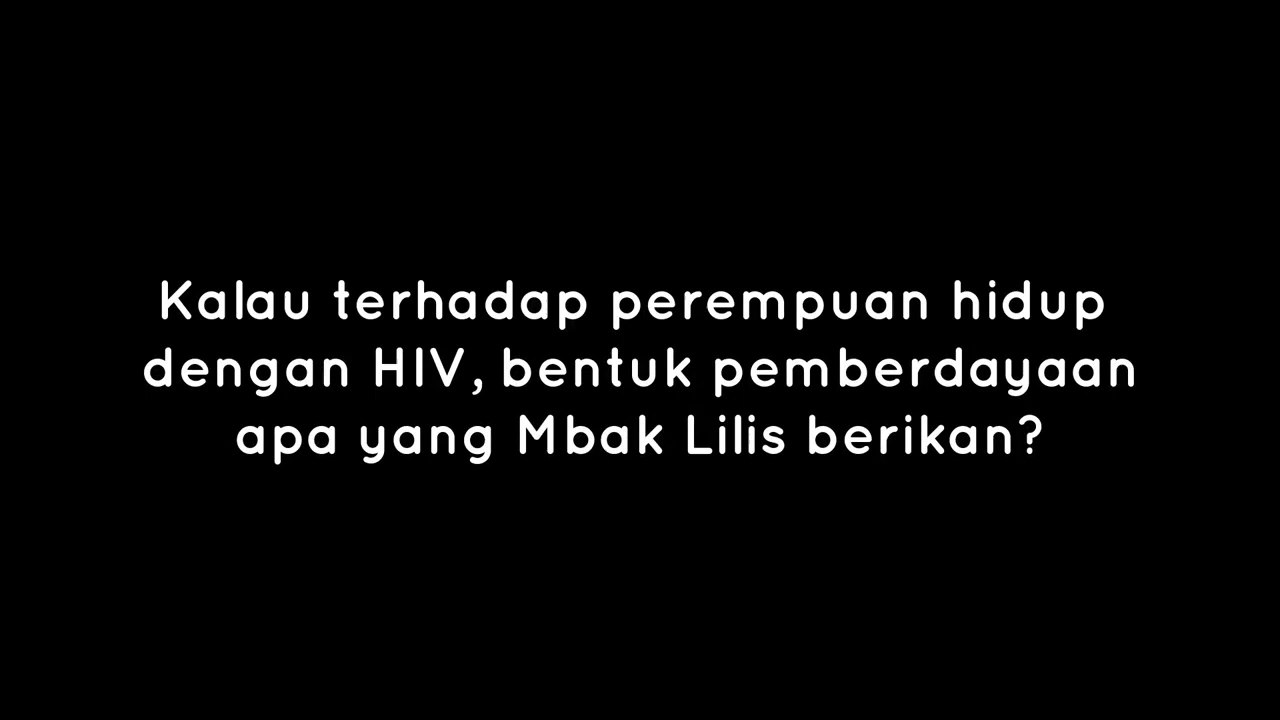 Kalau terhadap perempuan hidup
dengan HIV, bentuk pemberdayaan
apa yang Mbak Lilis berikan?